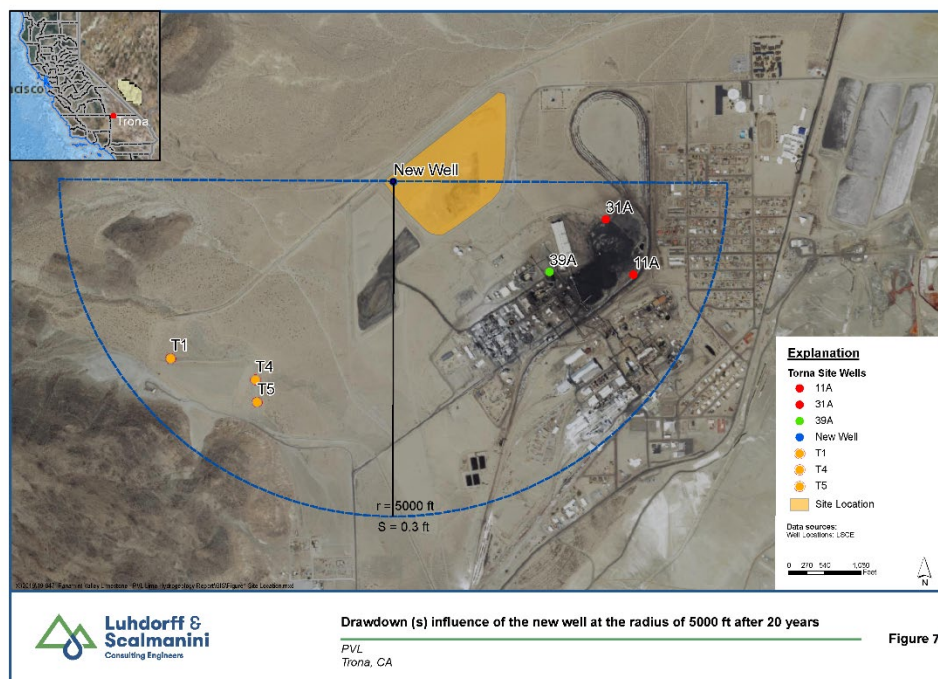 ncisco
Trona
New Well
31A
39A
11A
T1
T4
T5
r = 5000 ft
S = 0.3 ft
Explanation
Torna Site Wells
11A
31A
39A
New Well
T1
T4
T5
Site Location
Data sources:
Well Locations: LSCE
0 270 540 1,080
Feet
N
Luhdorff &
Scalmanini
Consulting Engineers
Drawdown (s) influence of the new well at the radius of 5000 ft after 20 years
PVL
Trona, CA
Figure 7